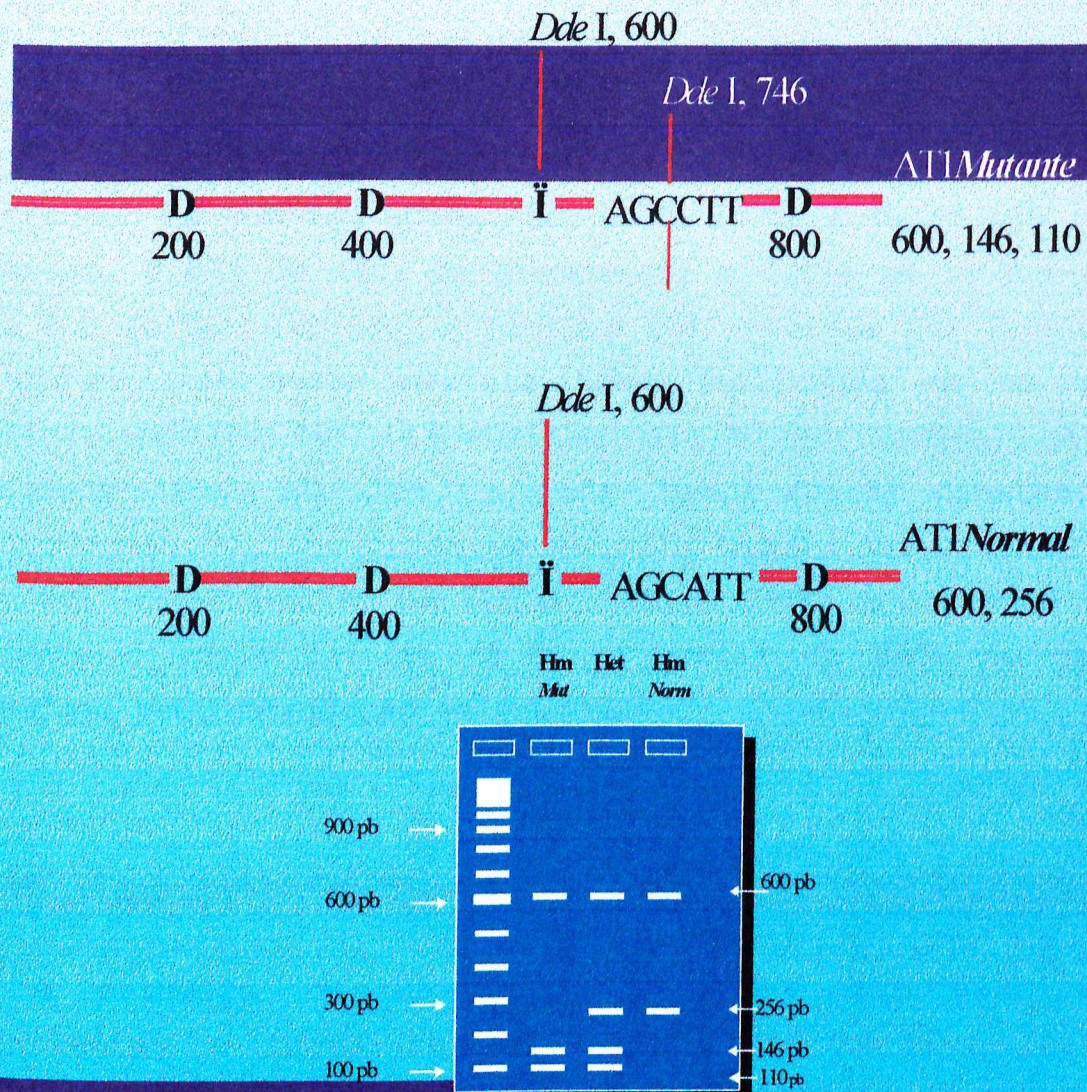 Dde I, 600
Dde I, 746
AT1Mutante
D D Ï AGCCTT D
200 400 800 600, 146, 110
Dde I, 600
AT1Normal
D D Ï AGCATT D
200 400 800 600, 256
Hm Het Hm
Mut Norm
900 pb
600 pb
600 pb
300 pb
256 pb
146 pb
100 pb
110 pb